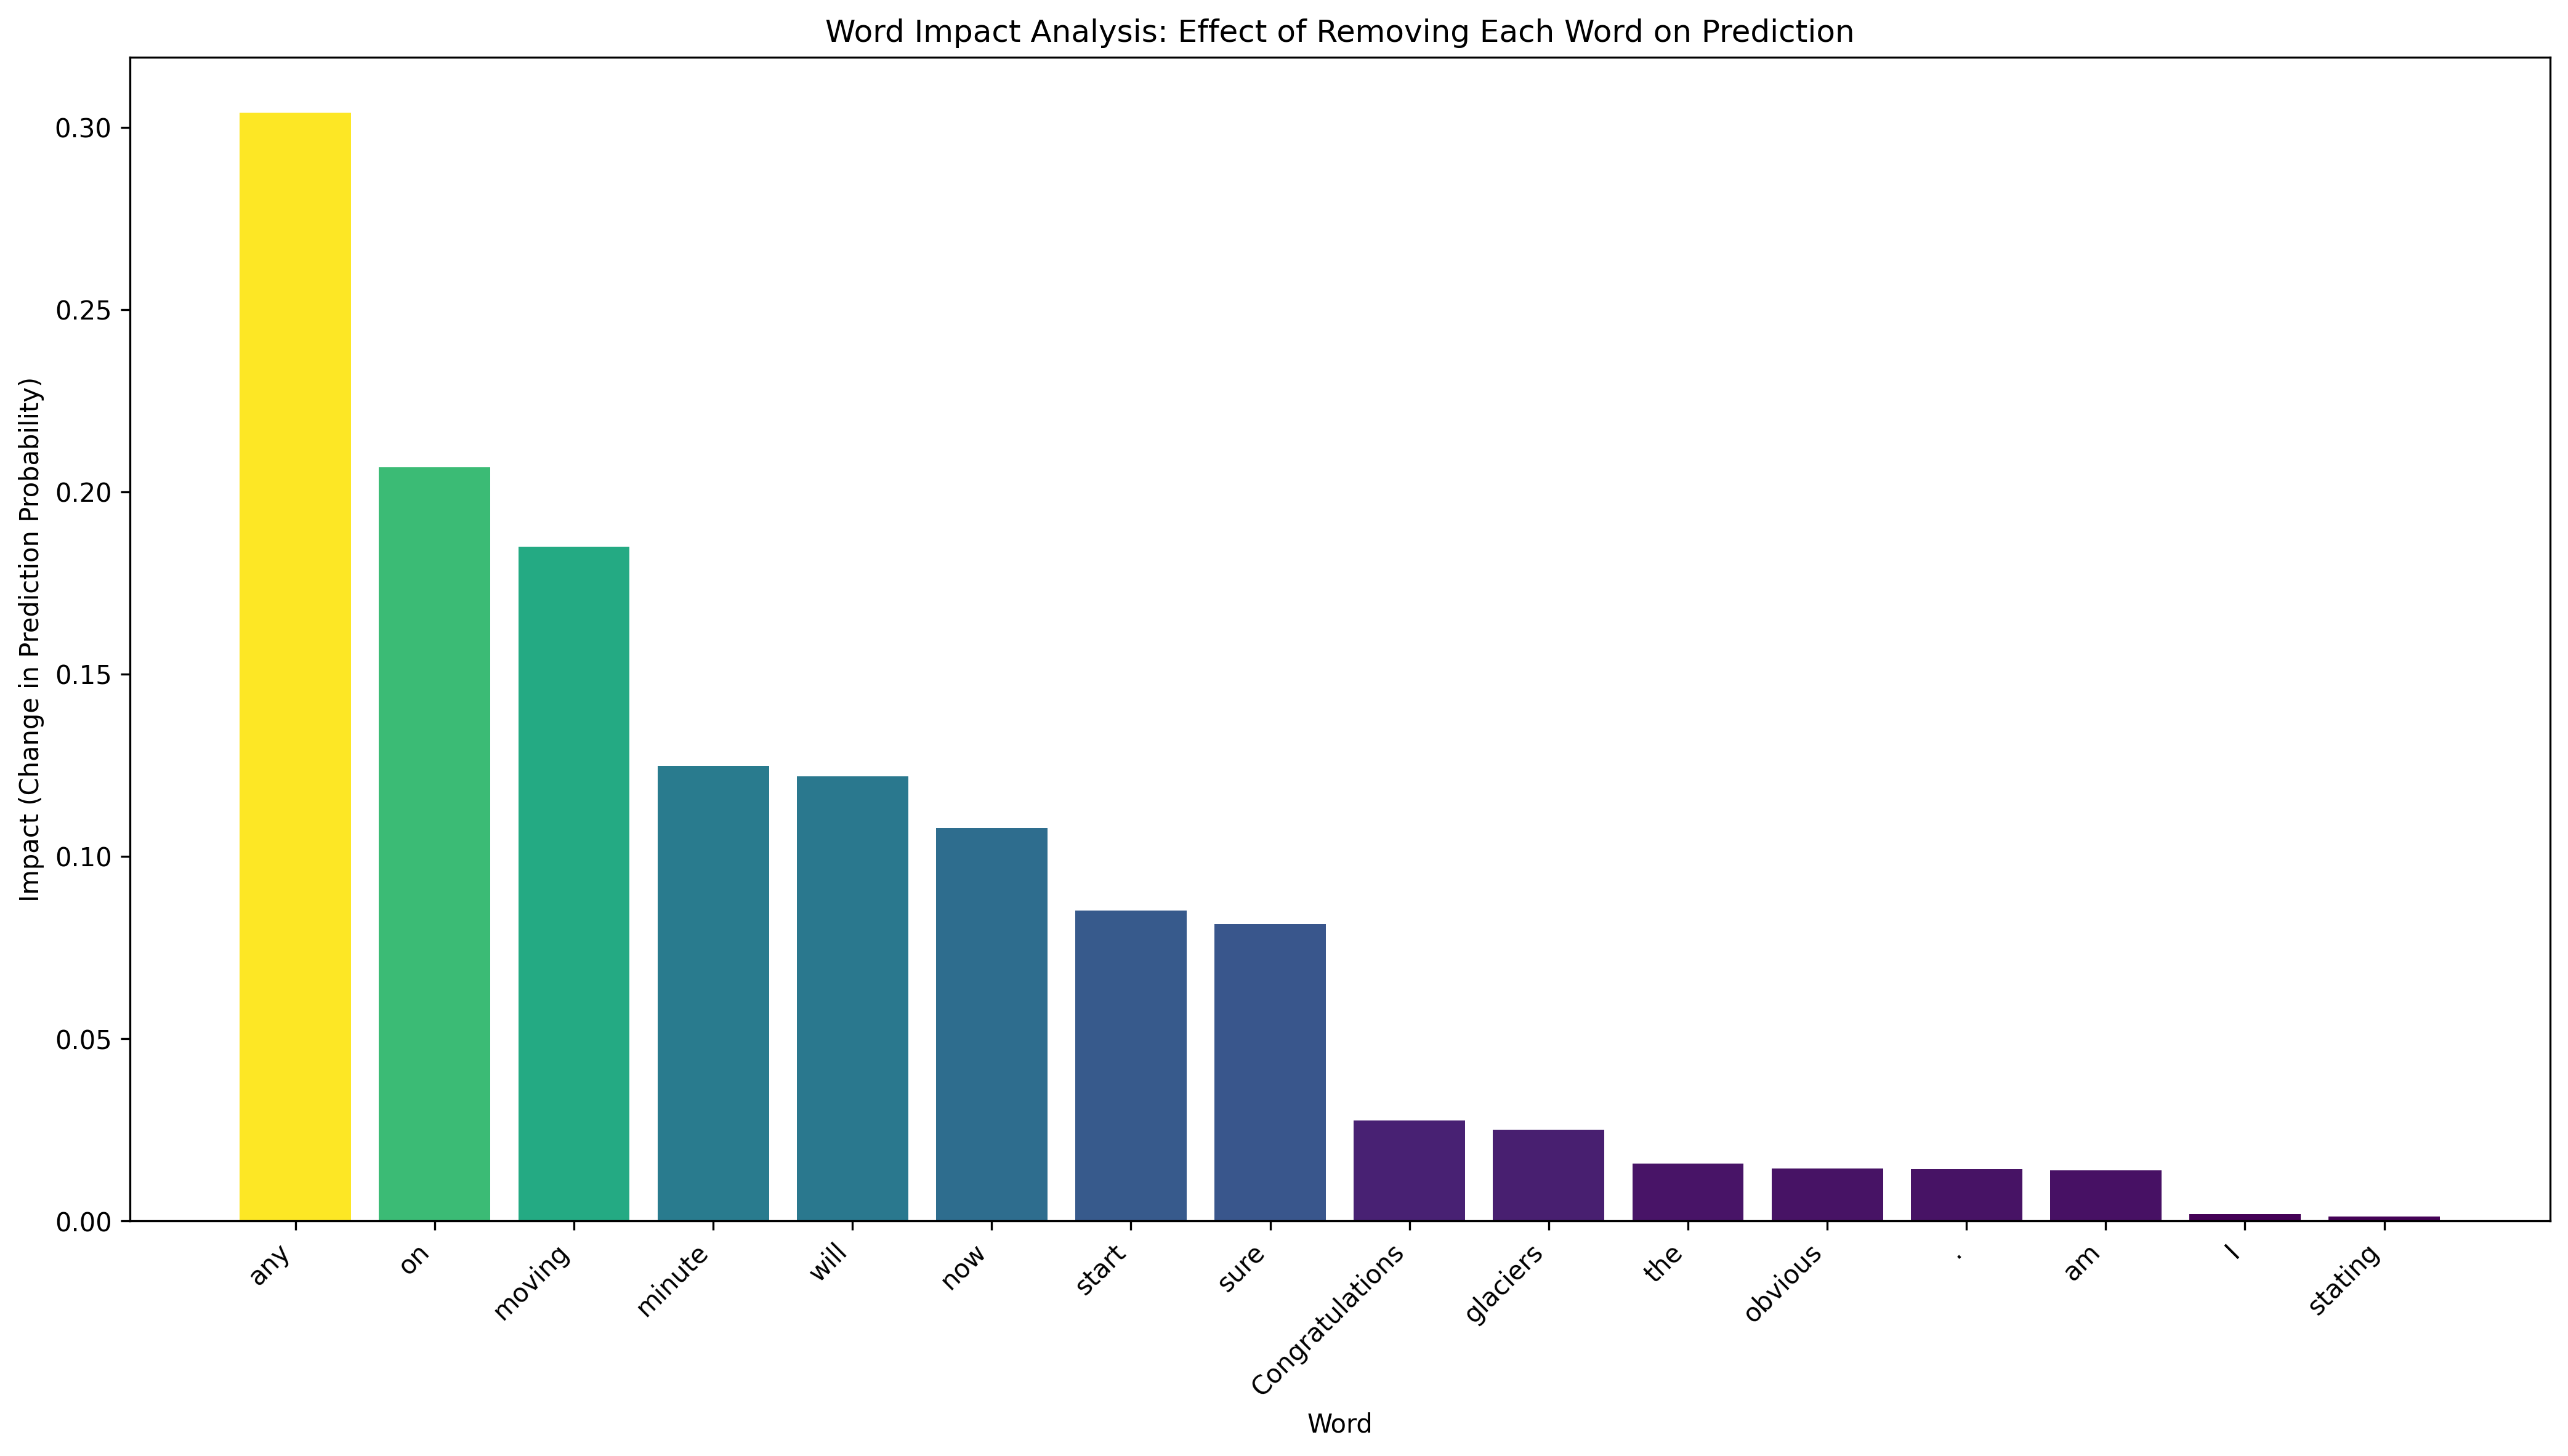 Word Impact Analysis: Effect of Removing Each Word on Prediction
Impact (Change in Prediction Probability)
0.30
0.25
0.20
0.15
0.10
0.05
0.00
any
on
moving
minute
will
now
start
sure
Congratulations
glaciers
the
obvious
.
am
I
stating
Word